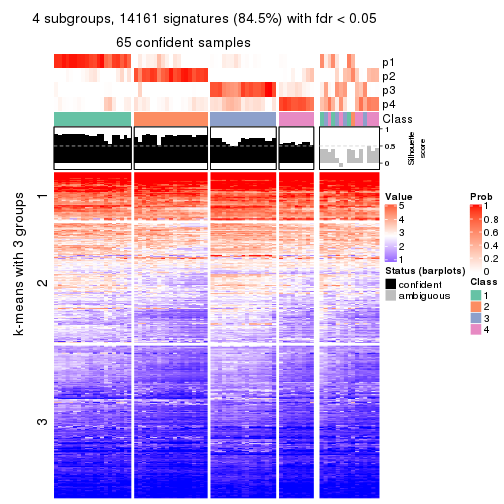 4 subgroups, 14161 signatures (84.5%) with fdr < 0.05
65 confident samples
p1
p2
p3
p4
Class
1
0.5
0
Silhouette
score
k-means with 3 groups
1
2
3
Value
5
4
3
2
1
Status (barplots)
confident
ambiguous
Prob
1
0.8
0.6
0.4
0.2
0
Class
1
2
3
4